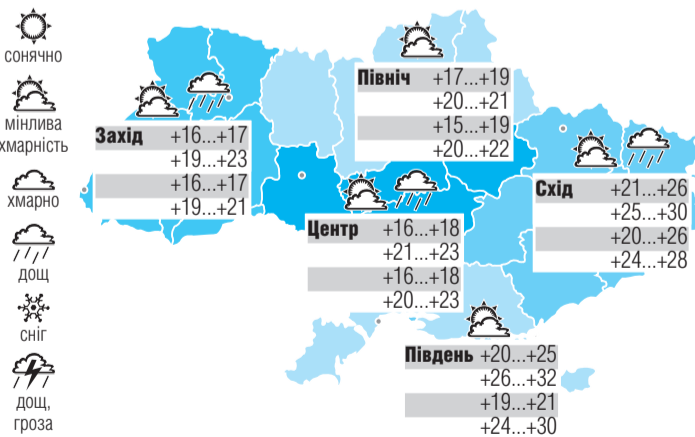 сонячно
мінлива
хмарність
хмарно
дощ
сніг
дощ,
гроза
Північ +17...+19
+20...+21
+15...+19
+20...+22
Захід +16...+17
+19...+23
+16...+17
+19...+21
Схід +21...+26
+25...+30
+20...+26
+24...+28
Центр +16...+18
+21...+23
+16...+18
+20...+23
Південь +20...+25
+26...+32
+19...+21
+24...+30